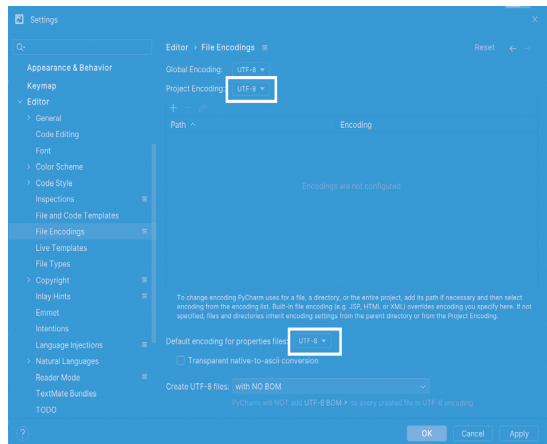 Settings
Editor › File Encodings
Reset
Appearance & Behavior
Global Encoding: UTF-8
Keymap
Project Encoding: UTF-8
Editor
General
Path
Encoding
Code Editing
Font
Color Scheme
Code Style
Encodings are not configured
Inspections
File and Code Templates
File Encodings
Live Templates
File Types
Copyright
Inlay Hints
To change encoding PyCharm uses for a file, a directory, or the entire project, add its path if necessary and then select
encoding from the encoding list. Built-in file encoding (e.g. JSP, HTML or XML) overrides encoding you specify here. If not
specified, files and directories inherit encoding settings from the parent directory or from the Project Encoding.
Emmet
Intentions
Language Injections
Default encoding for properties files: UTF-8
Natural Languages
Transparent native-to-ascii conversion
Reader Mode
Create UTF-8 files: with NO BOM
TextMate Bundles
PyCharm will NOT add UTF-8 BOM ↗ to every created file in UTF-8 encoding
TODO
?
OK
Cancel
Apply